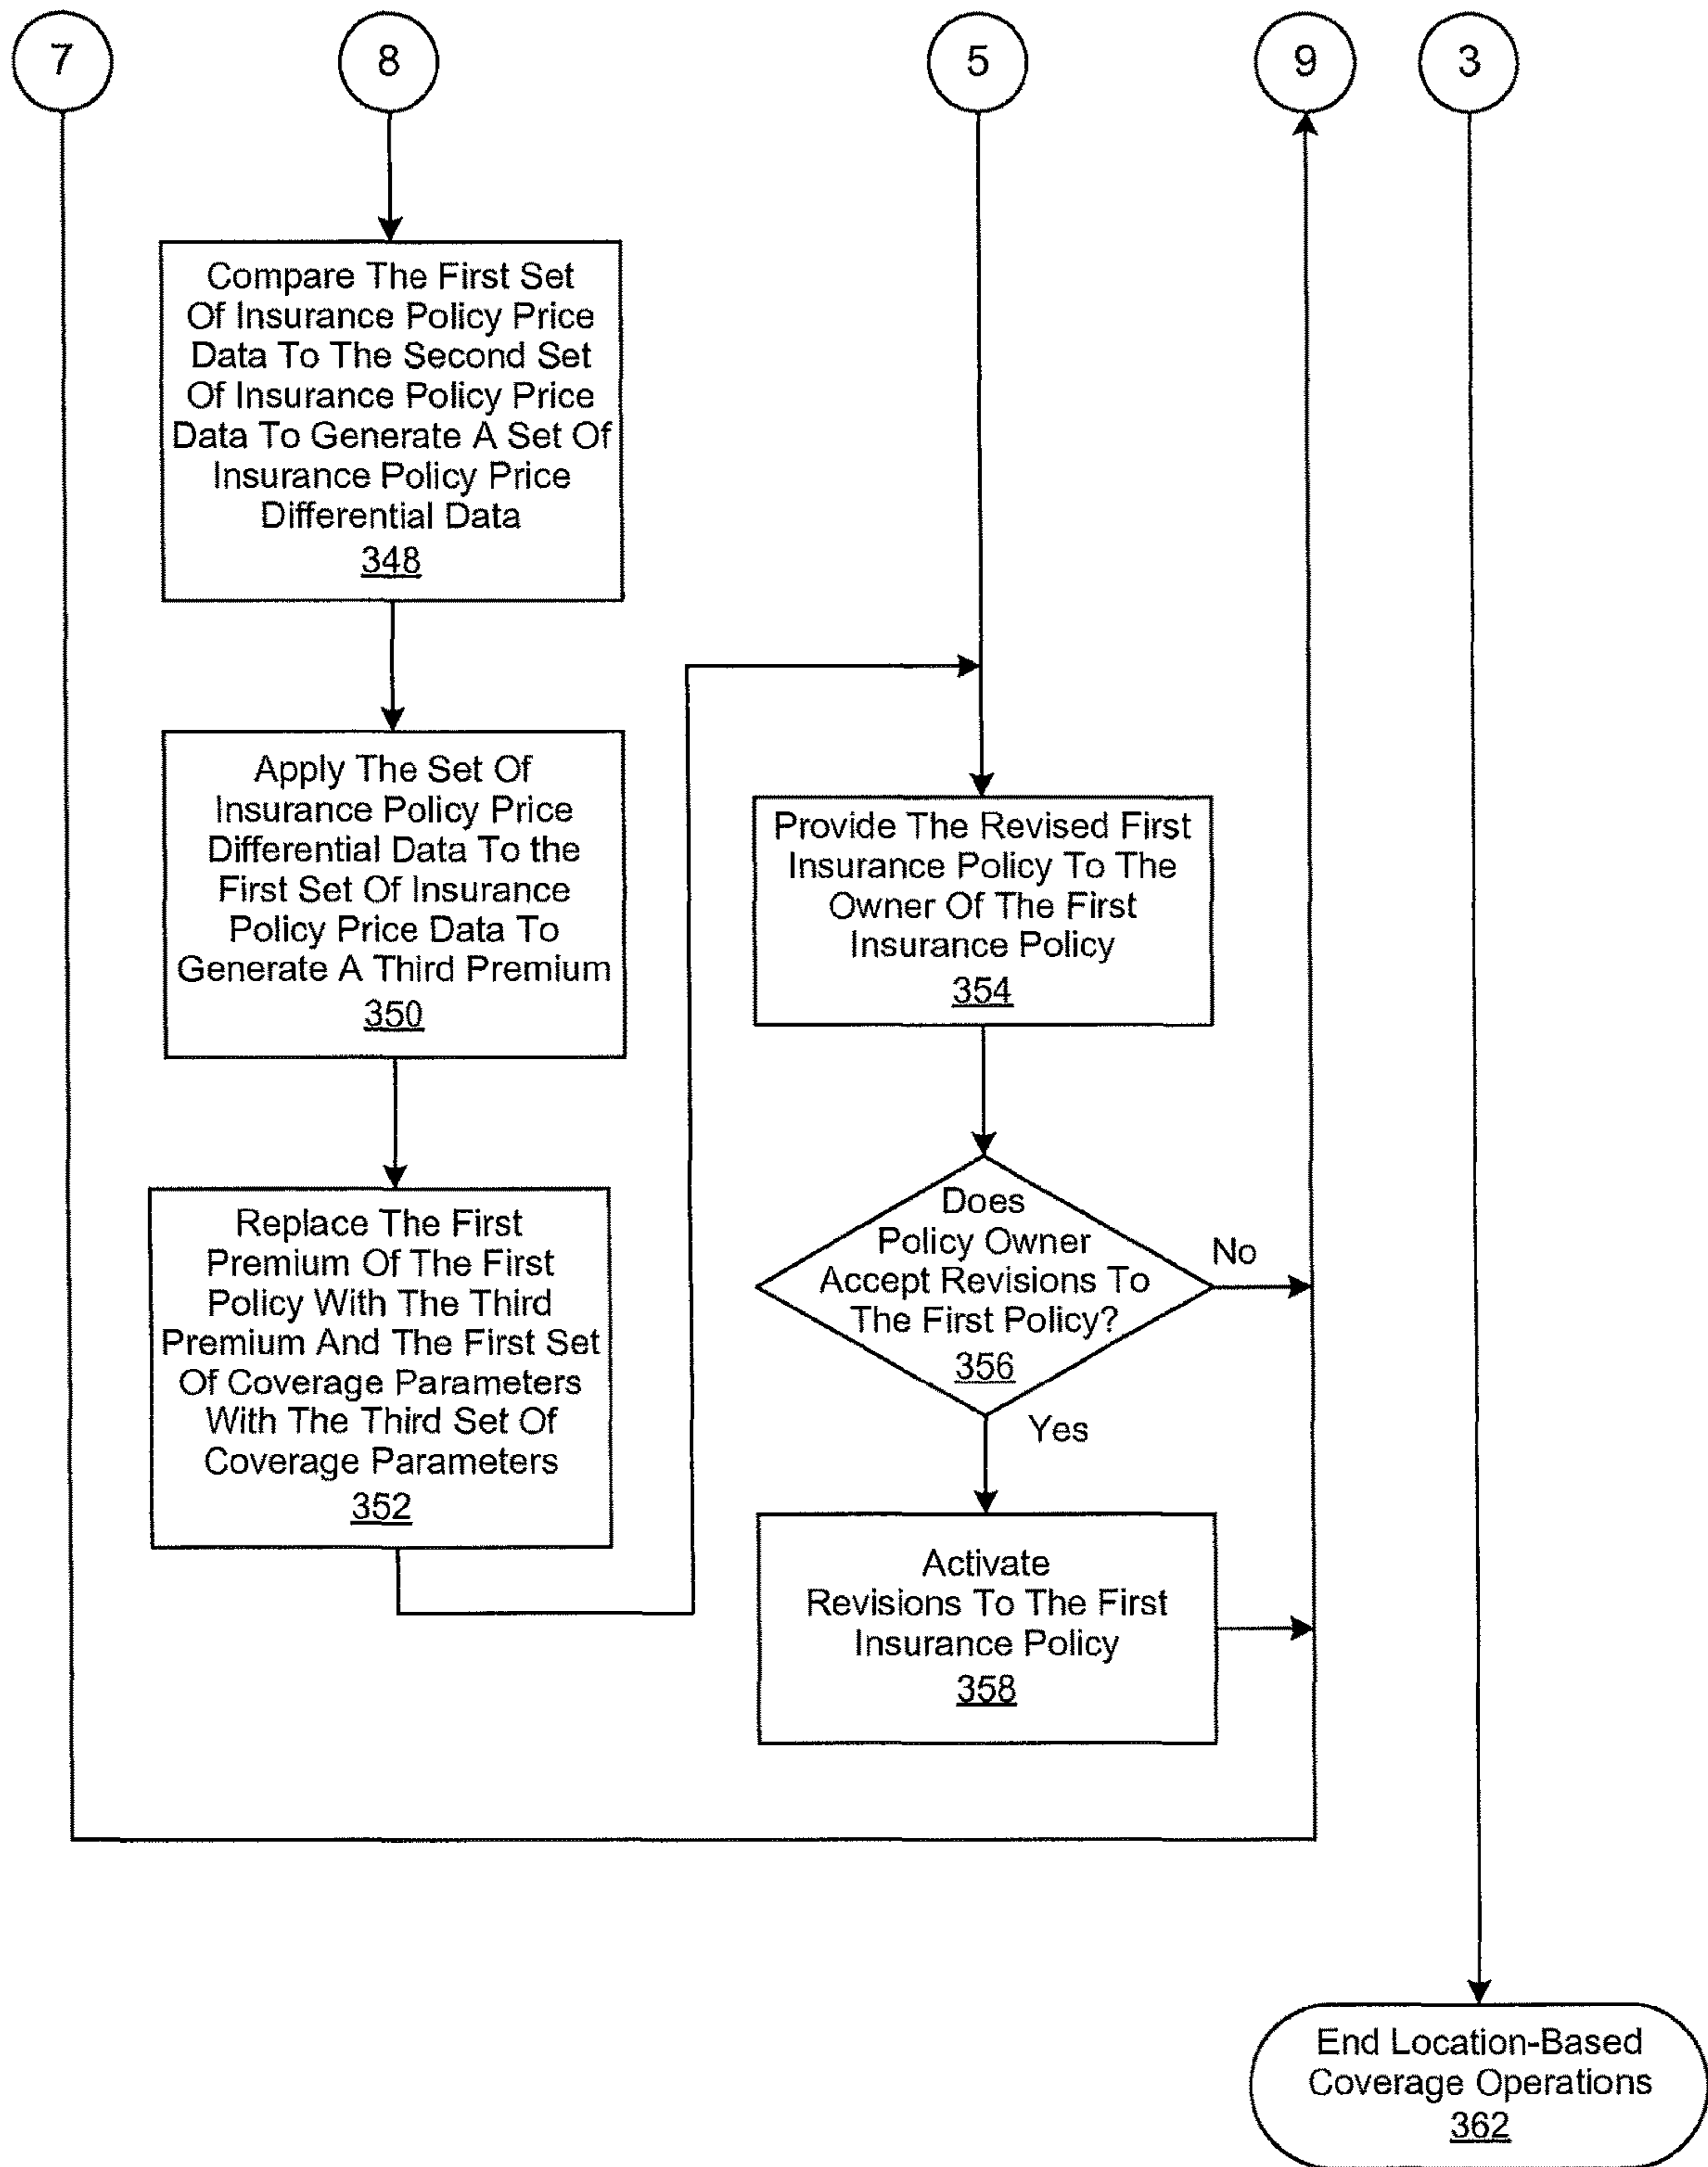 7
8
5
9
3
Compare The First Set
Of Insurance Policy Price
Data To The Second Set
Of Insurance Policy Price
Data To Generate A Set Of
Insurance Policy Price
Differential Data
348
Apply The Set Of
Insurance Policy Price
Differential Data To the
First Set Of Insurance
Policy Price Data To
Generate A Third Premium
350
Replace The First
Premium Of The First
Policy With The Third
Premium And The First Set
Of Coverage Parameters
With The Third Set Of
Coverage Parameters
352
Provide The Revised First
Insurance Policy To The
Owner Of The First
Insurance Policy
354
Does
Policy Owner
Accept Revisions To
The First Policy?
356
No
Yes
Activate
Revisions To The First
Insurance Policy
358
End Location-Based
Coverage Operations
362